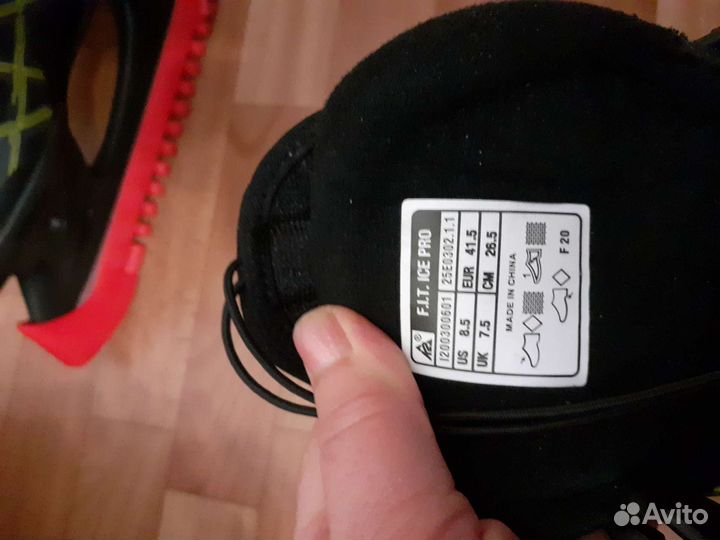 K2®
F.I.T. ICE PRO
I200300601 25E0302.1.1
US 8.5 EUR 41.5
UK 7.5 CM 26.5
MADE IN CHINA
F 20
Avito